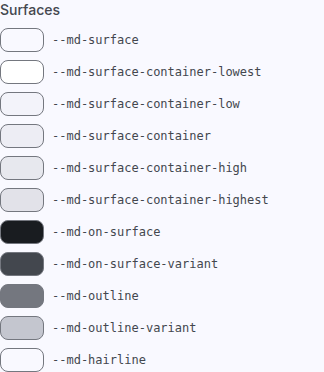 Surfaces
--md-surface
--md-surface-container-lowest
--md-surface-container-low
--md-surface-container
--md-surface-container-high
--md-surface-container-highest
--md-on-surface
--md-on-surface-variant
--md-outline
--md-outline-variant
--md-hairline